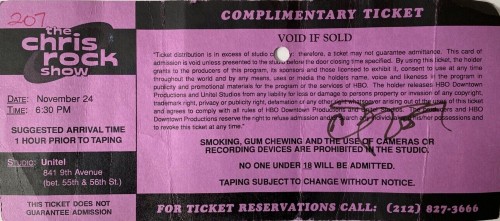 207
the
chris
rock
show
DATE: November 24
TIME: 6:30 PM
SUGGESTED ARRIVAL TIME
1 HOUR PRIOR TO TAPING
STUDIO: Unitel
841 9th Avenue
(bet. 55th & 56th St.)
THIS TICKET DOES NOT
GUARANTEE ADMISSION
COMPLIMENTARY TICKET
VOID IF SOLD
"Ticket distribution is in excess of studio therefore, a ticket may not guarantee admittance. This card of
admission is void unless presented to the studio before the door closing time specified. By using this ticket, the holder
grants to the producers of this program, its sponsors and those licensed to exhibit it, consent to use at any time
throughout the world and by any means, used or media the holders name, voice and likeness in the program in
publicity and promotional materials for the program or the services of HBO. The holder releases HBO Downtown
Productions and Unitel Studios from any liability for loss or damage to persons property or invasion of any copyright,
trademark right, privacy or publicity right, defamation or any other right whatsoever arising out of the uses of this ticket
and agrees to comply with all rules of HBO Downtown Productions and Unitel Studios. The HBO Downtown
Productions reserve the right to refuse admission and/or search any individuals and his/her possessions and
to revoke this ticket at any time."
SMOKING, GUM CHEWING AND THE USE OF CAMERAS OR
RECORDING DEVICES ARE PROHIBITED IN THE STUDIO.
NO ONE UNDER 18 WILL BE ADMITTED.
TAPING SUBJECT TO CHANGE WITHOUT NOTICE.
FOR TICKET RESERVATIONS CALL: (212) 827-3666